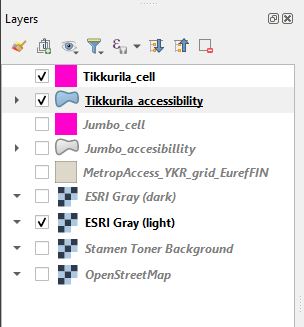 Layers
Tikkurila_cell
Tikkurila_accessibility
Jumbo_cell
Jumbo_accesibillity
MetropAccess_YKR_grid_EurefFIN
ESRI Gray (dark)
ESRI Gray (light)
Stamen Toner Background
OpenStreetMap